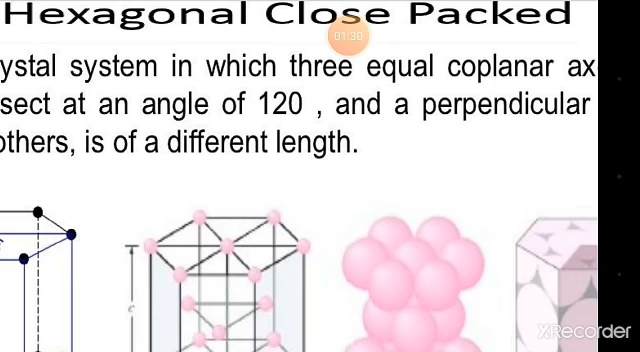 Hexagonal Close Packed
01:30
ystal system in which three equal coplanar ax
sect at an angle of 120 , and a perpendicular
others, is of a different length.
c
XRecorder